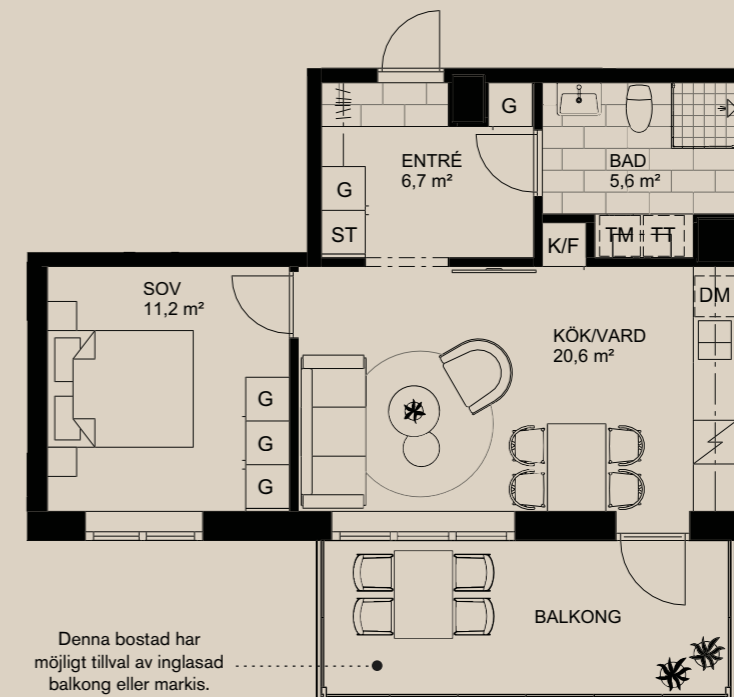 G
ENTRÉ
6,7 m²
BAD
5,6 m²
G
ST
K/F
TM
TT
SOV
11,2 m²
DM
KÖK/VARD
20,6 m²
G
G
G
BALKONG
Denna bostad har
möjligt tillval av inglasad
balkong eller markis.